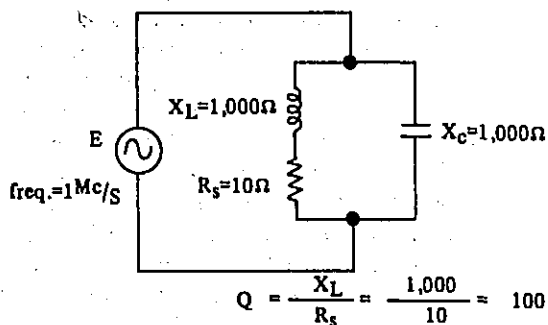 X_L=1,000Ω
E
X_c=1,000Ω
freq.=1Mc/S
R_s=10Ω
Q = X_L/R_s = 1,000/10 = 100